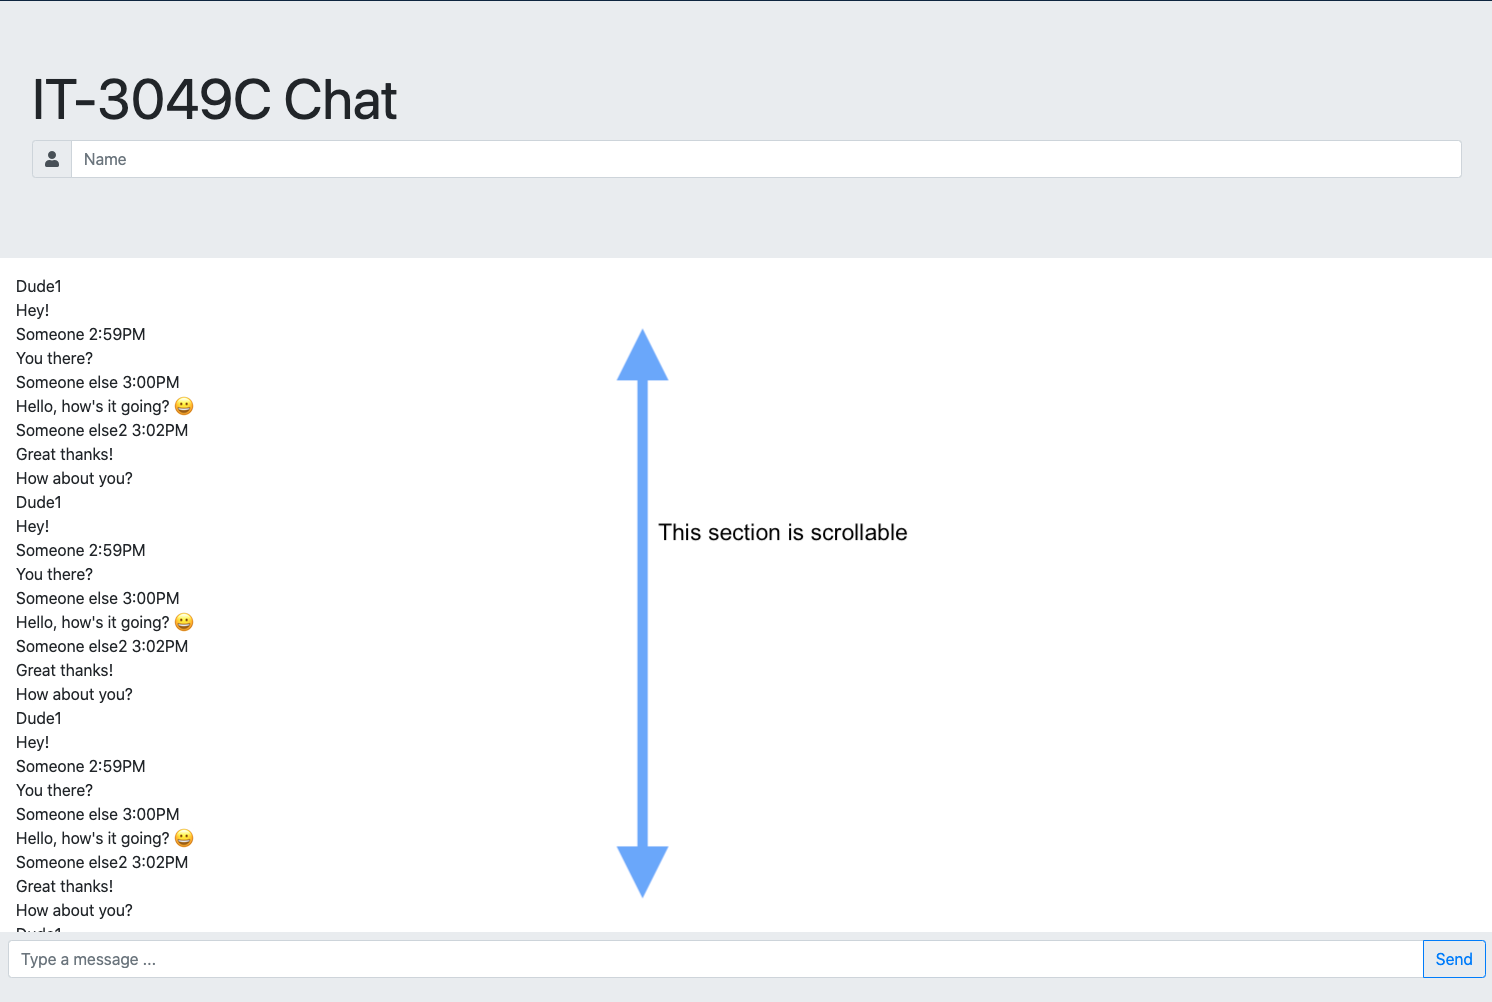 IT-3049C Chat
Name
Dude1
Hey!
Someone 2:59PM
You there?
Someone else 3:00PM
Hello, how's it going? 😀
Someone else2 3:02PM
Great thanks!
How about you?
Dude1
Hey!
This section is scrollable
Someone 2:59PM
You there?
Someone else 3:00PM
Hello, how's it going? 😀
Someone else2 3:02PM
Great thanks!
How about you?
Dude1
Hey!
Someone 2:59PM
You there?
Someone else 3:00PM
Hello, how's it going? 😀
Someone else2 3:02PM
Great thanks!
How about you?
Dude1
Type a message ...
Send